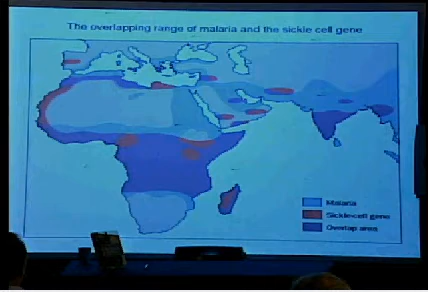 The overlapping range of malaria and the sickle cell gene
Malaria
Sickle-cell gene
Overlap area